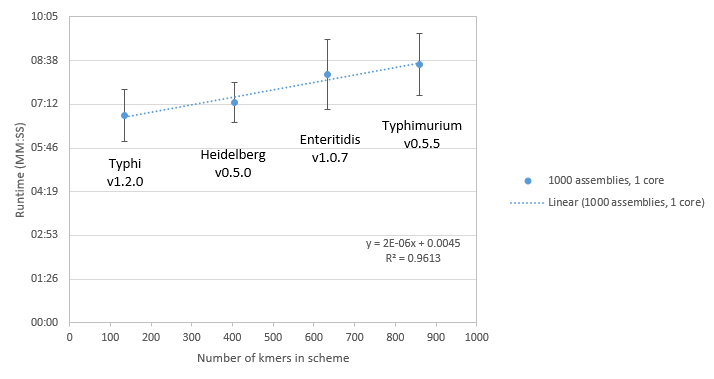 10:05
08:38
07:12
05:46
04:19
02:53
01:26
00:00
Runtime (MM:SS)
Typhi
v1.2.0
Heidelberg
v0.5.0
Enteritidis
v1.0.7
Typhimurium
v0.5.5
y = 2E-06x + 0.0045
R² = 0.9613
0 100 200 300 400 500 600 700 800 900 1000
Number of kmers in scheme
1000 assemblies, 1 core
Linear (1000 assemblies, 1 core)